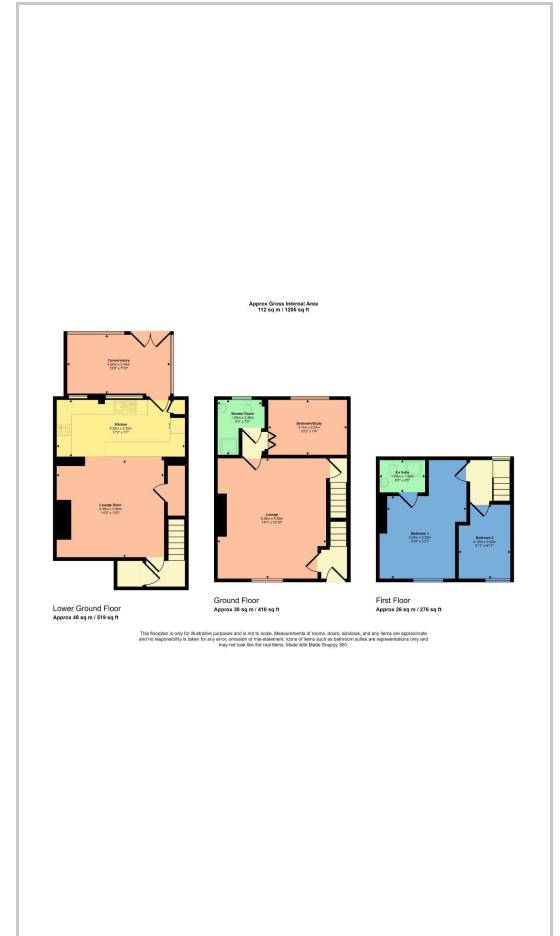 Approx Gross Internal Area
112 sq m / 1205 sq ft
Conservatory
Kitchen
Lounge Diner
Lower Ground Floor
Approx 48 sq m / 519 sq ft
Shower Room
Bedroom/Study
Lounge
Ground Floor
Approx 38 sq m / 410 sq ft
En Suite
Bedroom 1
Bedroom 2
First Floor
Approx 26 sq m / 276 sq ft
This floorplan is only for illustrative purposes and is not to scale. Measurements of rooms, doors, windows, and any items are approximate
and no responsibility is taken for any error, omission or mis-statement. Icons of items such as bathroom suites are representations only and
may not look like the real items. Made with Made Snappy 360.